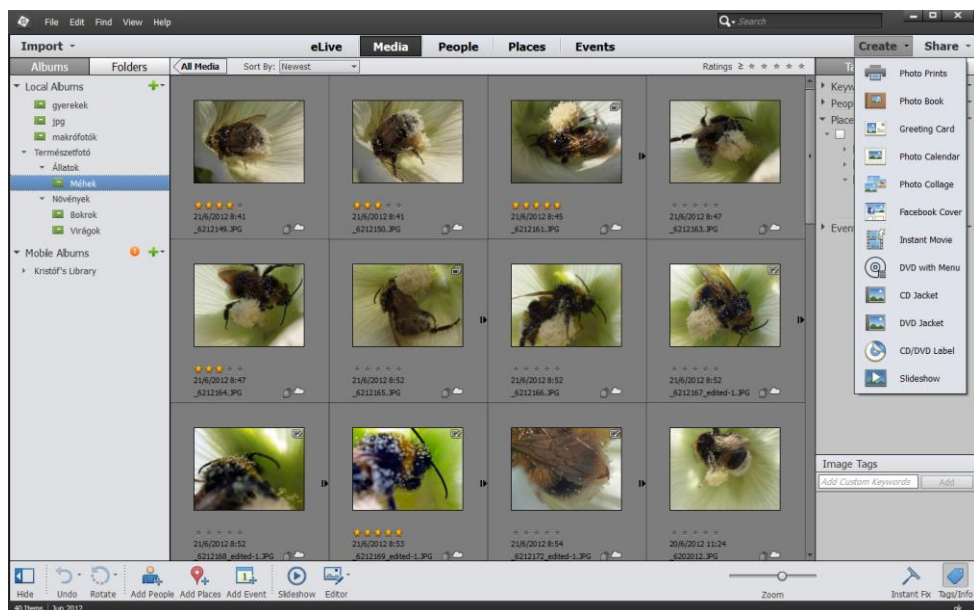 File Edit Find View Help
Search
Import
eLive Media People Places Events
Create Share
Albums Folders
All Media Sort By: Newest
Ratings ≥
Local Albums
gyerekek
jpg
makrófotók
Természetfotó
Állatok
Méhek
Növények
Bokrok
Virágok
Mobile Albums
Kristóf's Library
21/6/2012 8:41
_6212149.JPG
21/6/2012 8:41
_6212150.JPG
21/6/2012 8:45
_6212161.JPG
21/6/2012 8:47
_6212163.JPG
21/6/2012 8:47
_6212164.JPG
21/6/2012 8:52
_6212165.JPG
21/6/2012 8:52
_6212166.JPG
21/6/2012 8:52
_6212167_edited-1.JPG
21/6/2012 8:52
_6212168_edited-1.JPG
21/6/2012 8:53
_6212169_edited-1.JPG
21/6/2012 8:54
_6212172_edited-1.JPG
20/6/2012 11:24
_6202012.JPG
Photo Prints
Photo Book
Greeting Card
Photo Calendar
Photo Collage
Facebook Cover
Instant Movie
DVD with Menu
CD Jacket
DVD Jacket
CD/DVD Label
Slideshow
Image Tags
Add Custom Keywords Add
Hide Undo Rotate Add People Add Places Add Event Slideshow Editor Zoom Instant Fix Tags/Info
40 Items Jun 2012